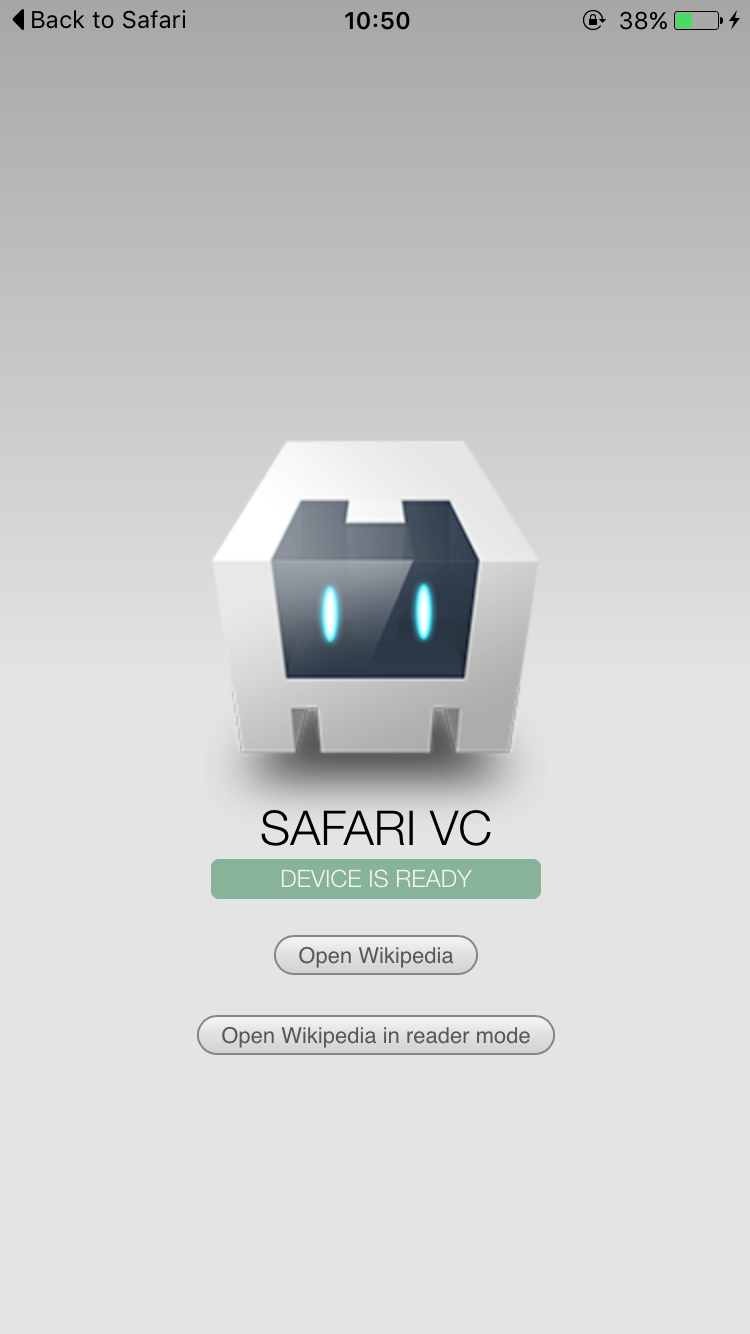 Back to Safari 10:50 38%
SAFARI VC
DEVICE IS READY
Open Wikipedia
Open Wikipedia in reader mode